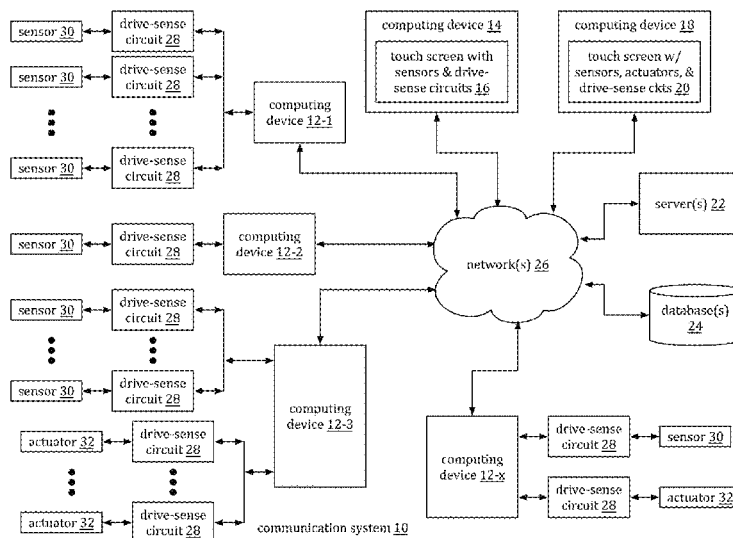 sensor 30
drive-sense
circuit 28
sensor 30
drive-sense
circuit 28
sensor 30
drive-sense
circuit 28
computing
device 12-1
computing device 14
touch screen with
sensors & drive-
sense circuits 16
computing device 18
touch screen w/
sensors, actuators, &
drive-sense ckts 20
sensor 30
drive-sense
circuit 28
computing
device 12-2
network(s) 26
server(s) 22
database(s)
24
sensor 30
drive-sense
circuit 28
sensor 30
drive-sense
circuit 28
actuator 32
drive-sense
circuit 28
actuator 32
drive-sense
circuit 28
computing
device 12-3
computing
device 12-x
drive-sense
circuit 28
sensor 30
drive-sense
circuit 28
actuator 32
communication system 10